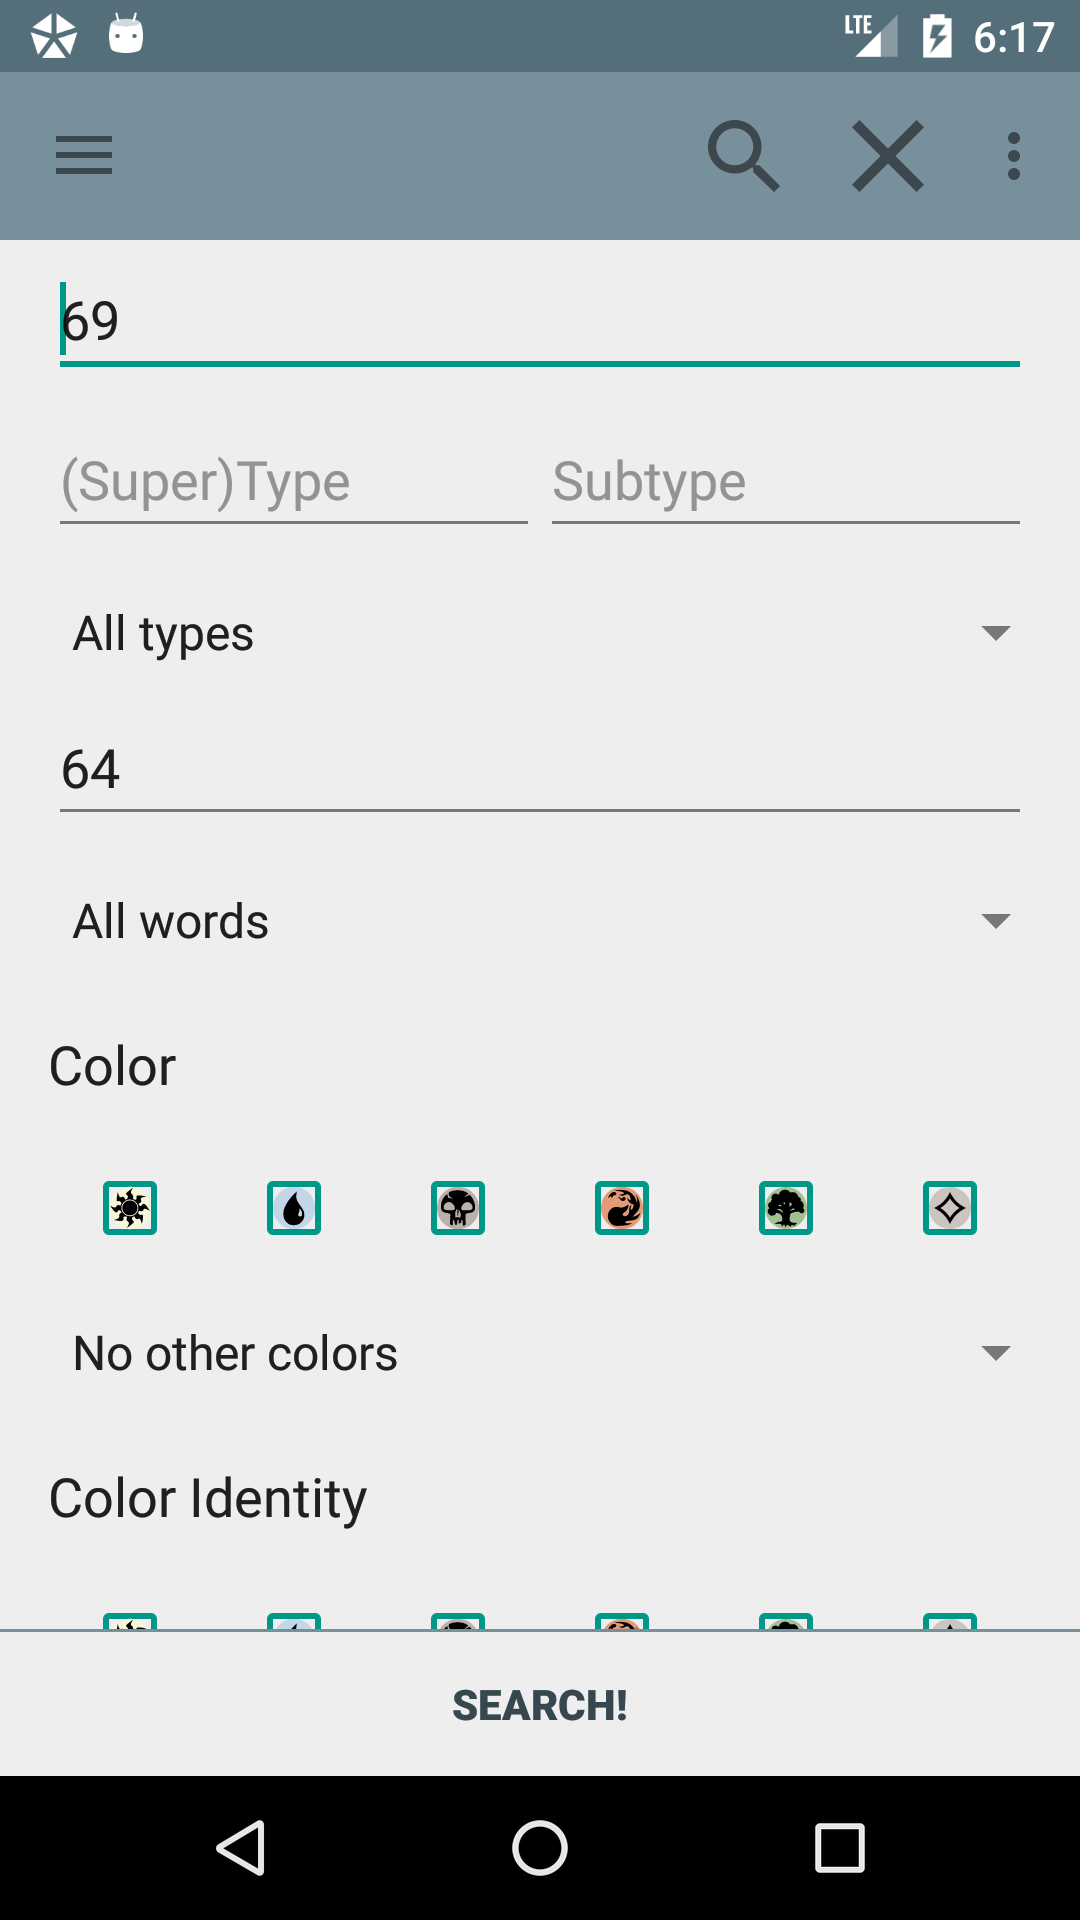 LTE 6:17
69
(Super)Type Subtype
All types
64
All words
Color
No other colors
Color Identity
SEARCH!